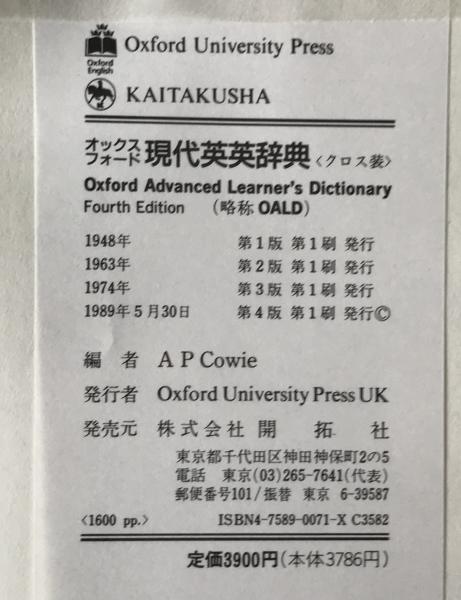 Oxford
English
Oxford University Press
KAITAKUSHA
オックスフォード 現代英英辞典 〈クロス装〉
Oxford Advanced Learner's Dictionary
Fourth Edition （略称 OALD）
1948年 第1版 第1刷 発行
1963年 第2版 第1刷 発行
1974年 第3版 第1刷 発行
1989年5月30日 第4版 第1刷 発行©
編者 A P Cowie
発行者 Oxford University Press UK
発売元 株式会社 開拓社
東京都千代田区神田神保町2の5
電話 東京(03)265-7641(代表)
郵便番号101/振替 東京 6-39587
〈1600 pp.〉 ISBN4-7589-0071-X C3582
定価3900円(本体3786円)